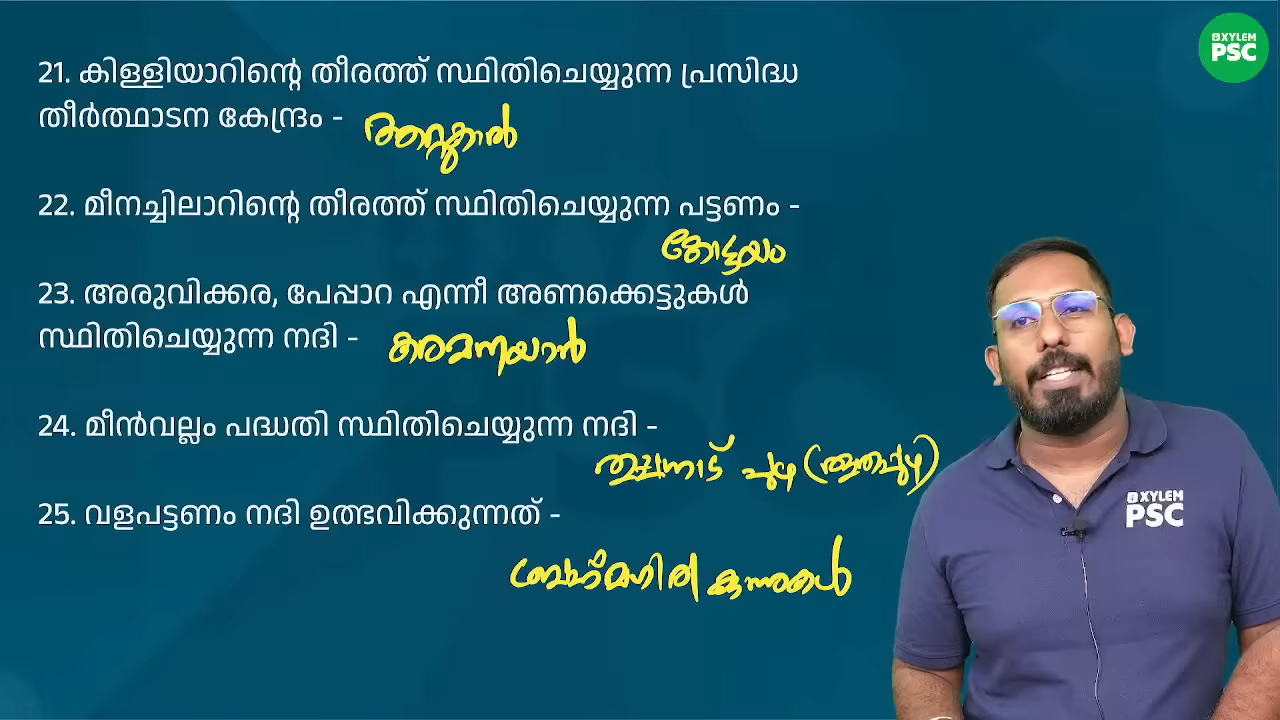 XYLEM
PSC
21. കിള്ളിയാറിന്റെ തീരത്ത് സ്ഥിതിചെയ്യുന്ന പ്രസിദ്ധ
തീർത്ഥാടന കേന്ദ്രം - ആറ്റുകാൽ
22. മീനച്ചിലാറിന്റെ തീരത്ത് സ്ഥിതിചെയ്യുന്ന പട്ടണം -
കോട്ടയം
23. അരുവിക്കര, പേപ്പാറ എന്നീ അണക്കെട്ടുകൾ
സ്ഥിതിചെയ്യുന്ന നദി - കരമനയാർ
24. മീൻവല്ലം പദ്ധതി സ്ഥിതിചെയ്യുന്ന നദി -
തുപ്പനാട് പുഴ (തൂതപ്പുഴ)
25. വളപട്ടണം നദി ഉത്ഭവിക്കുന്നത് -
ബ്രഹ്മഗിരി കുന്നുകൾ
XYLEM
PSC